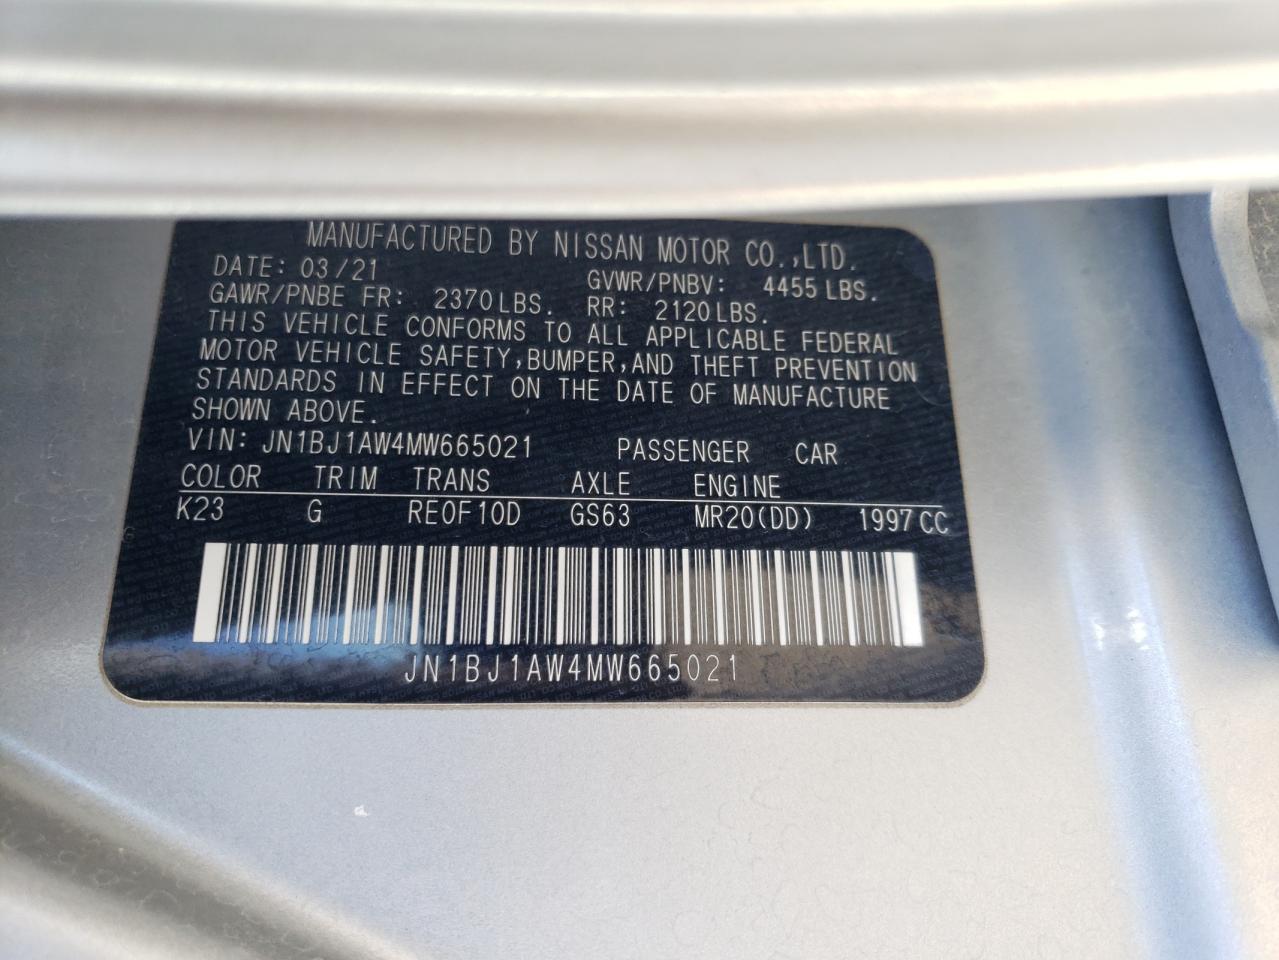 MANUFACTURED BY NISSAN MOTOR CO.,LTD.
DATE: 03/21 GVWR/PNBV: 4455 LBS.
GAWR/PNBE FR: 2370 LBS. RR: 2120 LBS.
THIS VEHICLE CONFORMS TO ALL APPLICABLE FEDERAL
MOTOR VEHICLE SAFETY,BUMPER,AND THEFT PREVENTION
STANDARDS IN EFFECT ON THE DATE OF MANUFACTURE
SHOWN ABOVE.
VIN: JN1BJ1AW4MW665021 PASSENGER CAR
COLOR TRIM TRANS AXLE ENGINE
K23 G RE0F10D GS63 MR20(DD) 1997 CC
JN1BJ1AW4MW665021